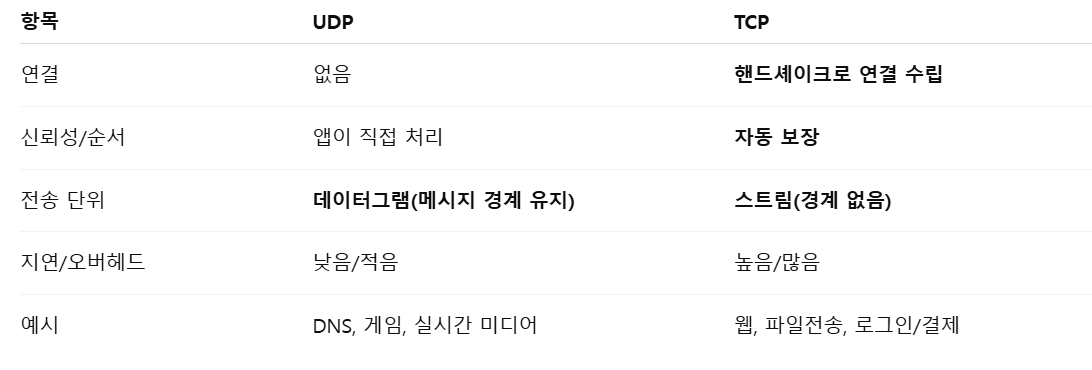 항목 UDP TCP
연결 없음 핸드셰이크로 연결 수립
신뢰성/순서 앱이 직접 처리 자동 보장
전송 단위 데이터그램(메시지 경계 유지) 스트림(경계 없음)
지연/오버헤드 낮음/적음 높음/많음
예시 DNS, 게임, 실시간 미디어 웹, 파일전송, 로그인/결제